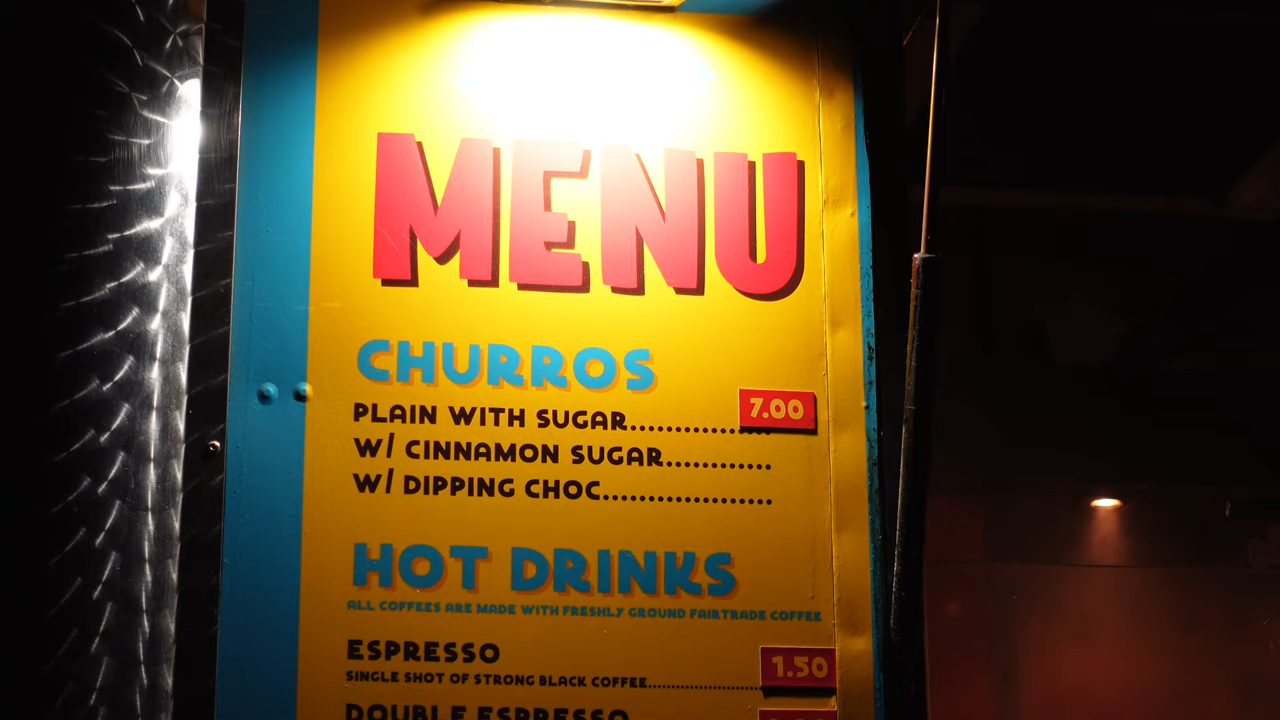 MENU
CHURROS
PLAIN WITH SUGAR............... 7.00
W/ CINNAMON SUGAR............
W/ DIPPING CHOC...................
HOT DRINKS
ALL COFFEES ARE MADE WITH FRESHLY GROUND FAIRTRADE COFFEE
ESPRESSO
SINGLE SHOT OF STRONG BLACK COFFEE........................ 1.50
DOUBLE ESPRESSO